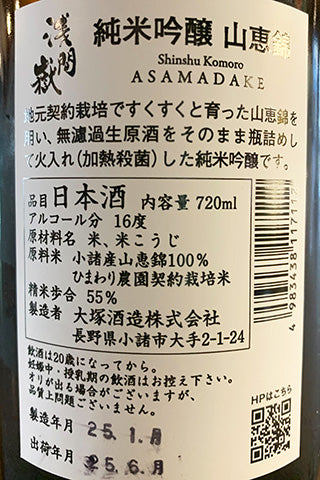 浅間嶽
純米吟醸 山恵錦
Shinshu Komoro
ASAMADAKE
地元契約栽培ですくすくと育った山恵錦を
用い、無濾過生原酒をそのまま瓶詰めし
て火入れ(加熱殺菌)した純米吟醸です。
品目 日本酒 内容量 720ml
アルコール分 16度
原材料名 米、米こうじ
原料米 小諸産山恵錦100%
ひまわり農園契約栽培米
精米歩合 55%
製造者 大塚酒造株式会社
長野県小諸市大手2-1-24
飲酒は20歳になってから。
妊娠中・授乳期の飲酒はお控え下さい。
オリが出る場合がございますが、
品質上問題ございません。
HPはこちら
製造年月 25.1.月
出荷年月 25.6.月